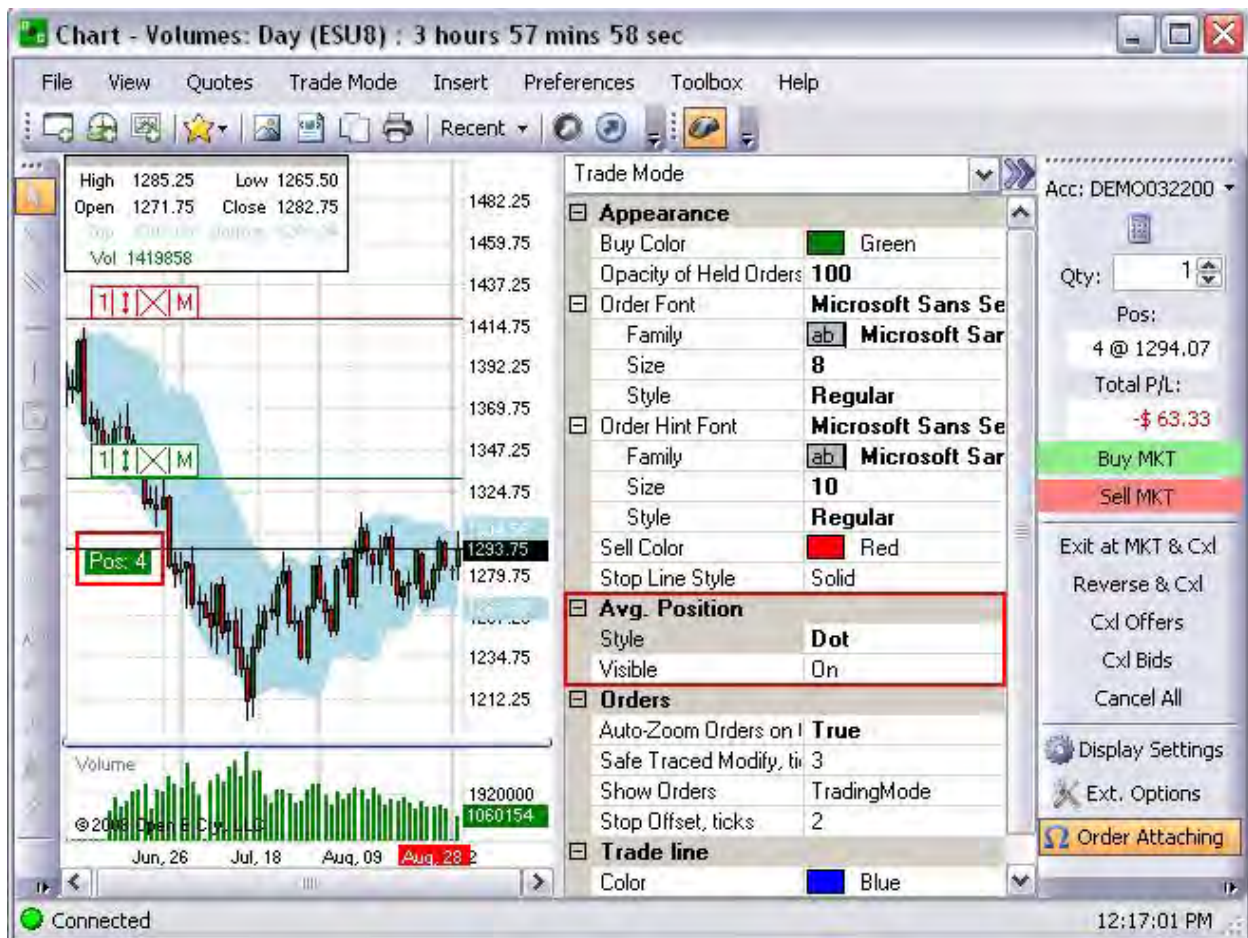 Chart - Volumes: Day (ESU8) : 3 hours 57 mins 58 sec
File View Quotes Trade Mode Insert Preferences Toolbox Help
Recent
High 1285.25 Low 1265.50
Open 1271.75 Close 1282.75
Vol 1419858
1 M
1 M
Pos: 4
1482.25
1459.75
1437.25
1414.75
1392.25
1369.75
1347.25
1324.75
1293.75
1279.75
1234.75
1212.25
Volume
1920000
1060154
Jun, 26 Jul, 18 Aug, 09 Aug, 28 2
Trade Mode
Appearance
Buy Color Green
Opacity of Held Orders 100
Order Font Microsoft Sans Se
Family ab Microsoft Sar
Size 8
Style Regular
Order Hint Font Microsoft Sans Se
Family ab Microsoft Sar
Size 10
Style Regular
Sell Color Red
Stop Line Style Solid
Avg. Position
Style Dot
Visible On
Orders
Auto-Zoom Orders on True
Safe Traced Modify, ti 3
Show Orders TradingMode
Stop Offset, ticks 2
Trade line
Color Blue
Acc: DEMO032200
Qty: 1
Pos:
4 @ 1294.07
Total P/L:
-$ 63.33
Buy MKT
Sell MKT
Exit at MKT & Cxl
Reverse & Cxl
Cxl Offers
Cxl Bids
Cancel All
Display Settings
Ext. Options
Order Attaching
Connected
12:17:01 PM